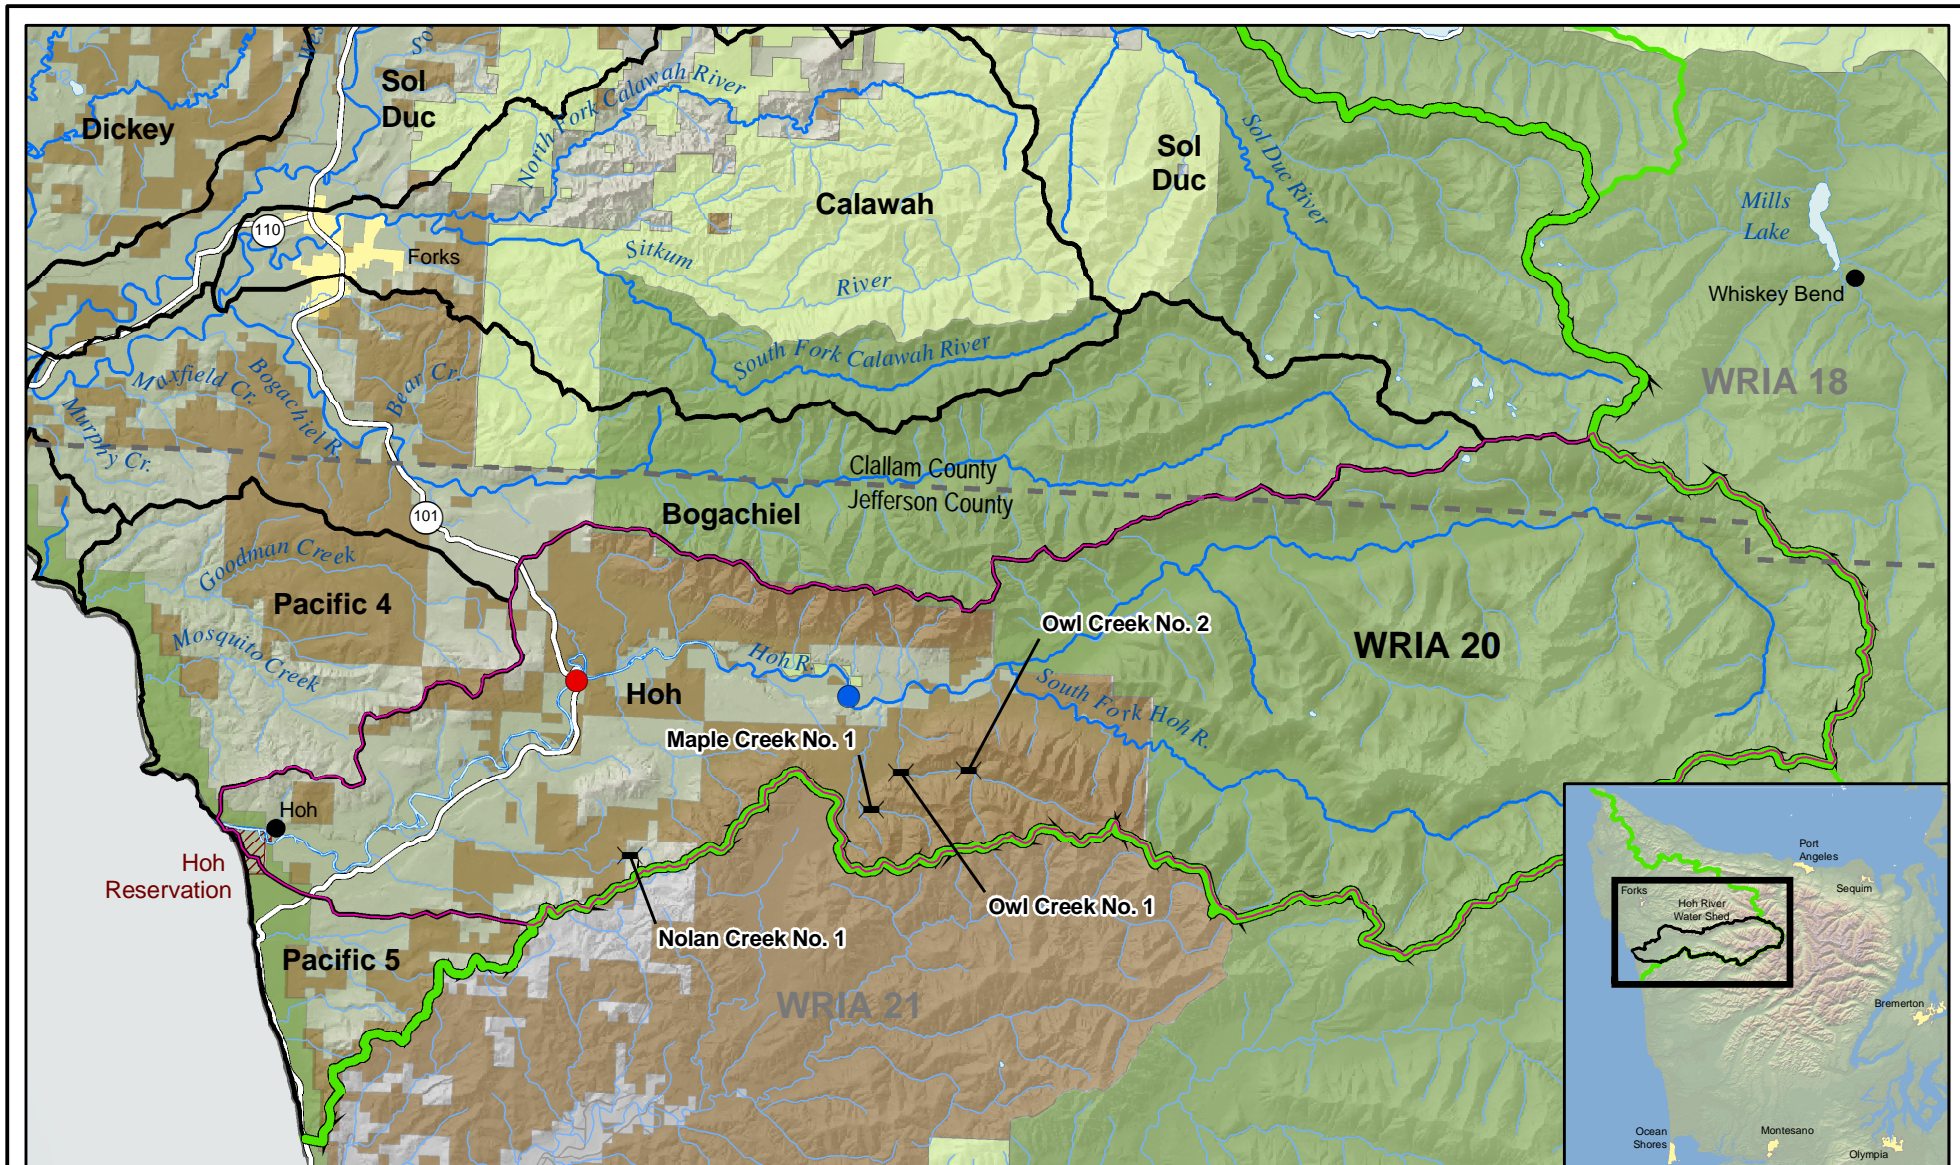 Wes
So
Sol
Duc
Dickey
North Fork Calawah River
Sol
Duc
Sol Duc River
Calawah
Mills
Lake
110
Forks
Sitkum
River
Whiskey Bend
South Fork Calawah River
WRIA 18
Maxfield Cr.
Bogachiel R.
Bear Cr.
Murphy Cr.
Clallam County
Jefferson County
Bogachiel
101
Goodman Creek
Pacific 4
Mosquito Creek
Owl Creek No. 2
WRIA 20
Hoh R.
Hoh
South Fork Hoh R.
Maple Creek No. 1
Hoh
Hoh
Reservation
Owl Creek No. 1
Nolan Creek No. 1
Pacific 5
WRIA 21
Port
Angeles
Sequim
Forks
Hoh River
Water Shed
Bremerton
Ocean
Shores
Montesano
Olympia